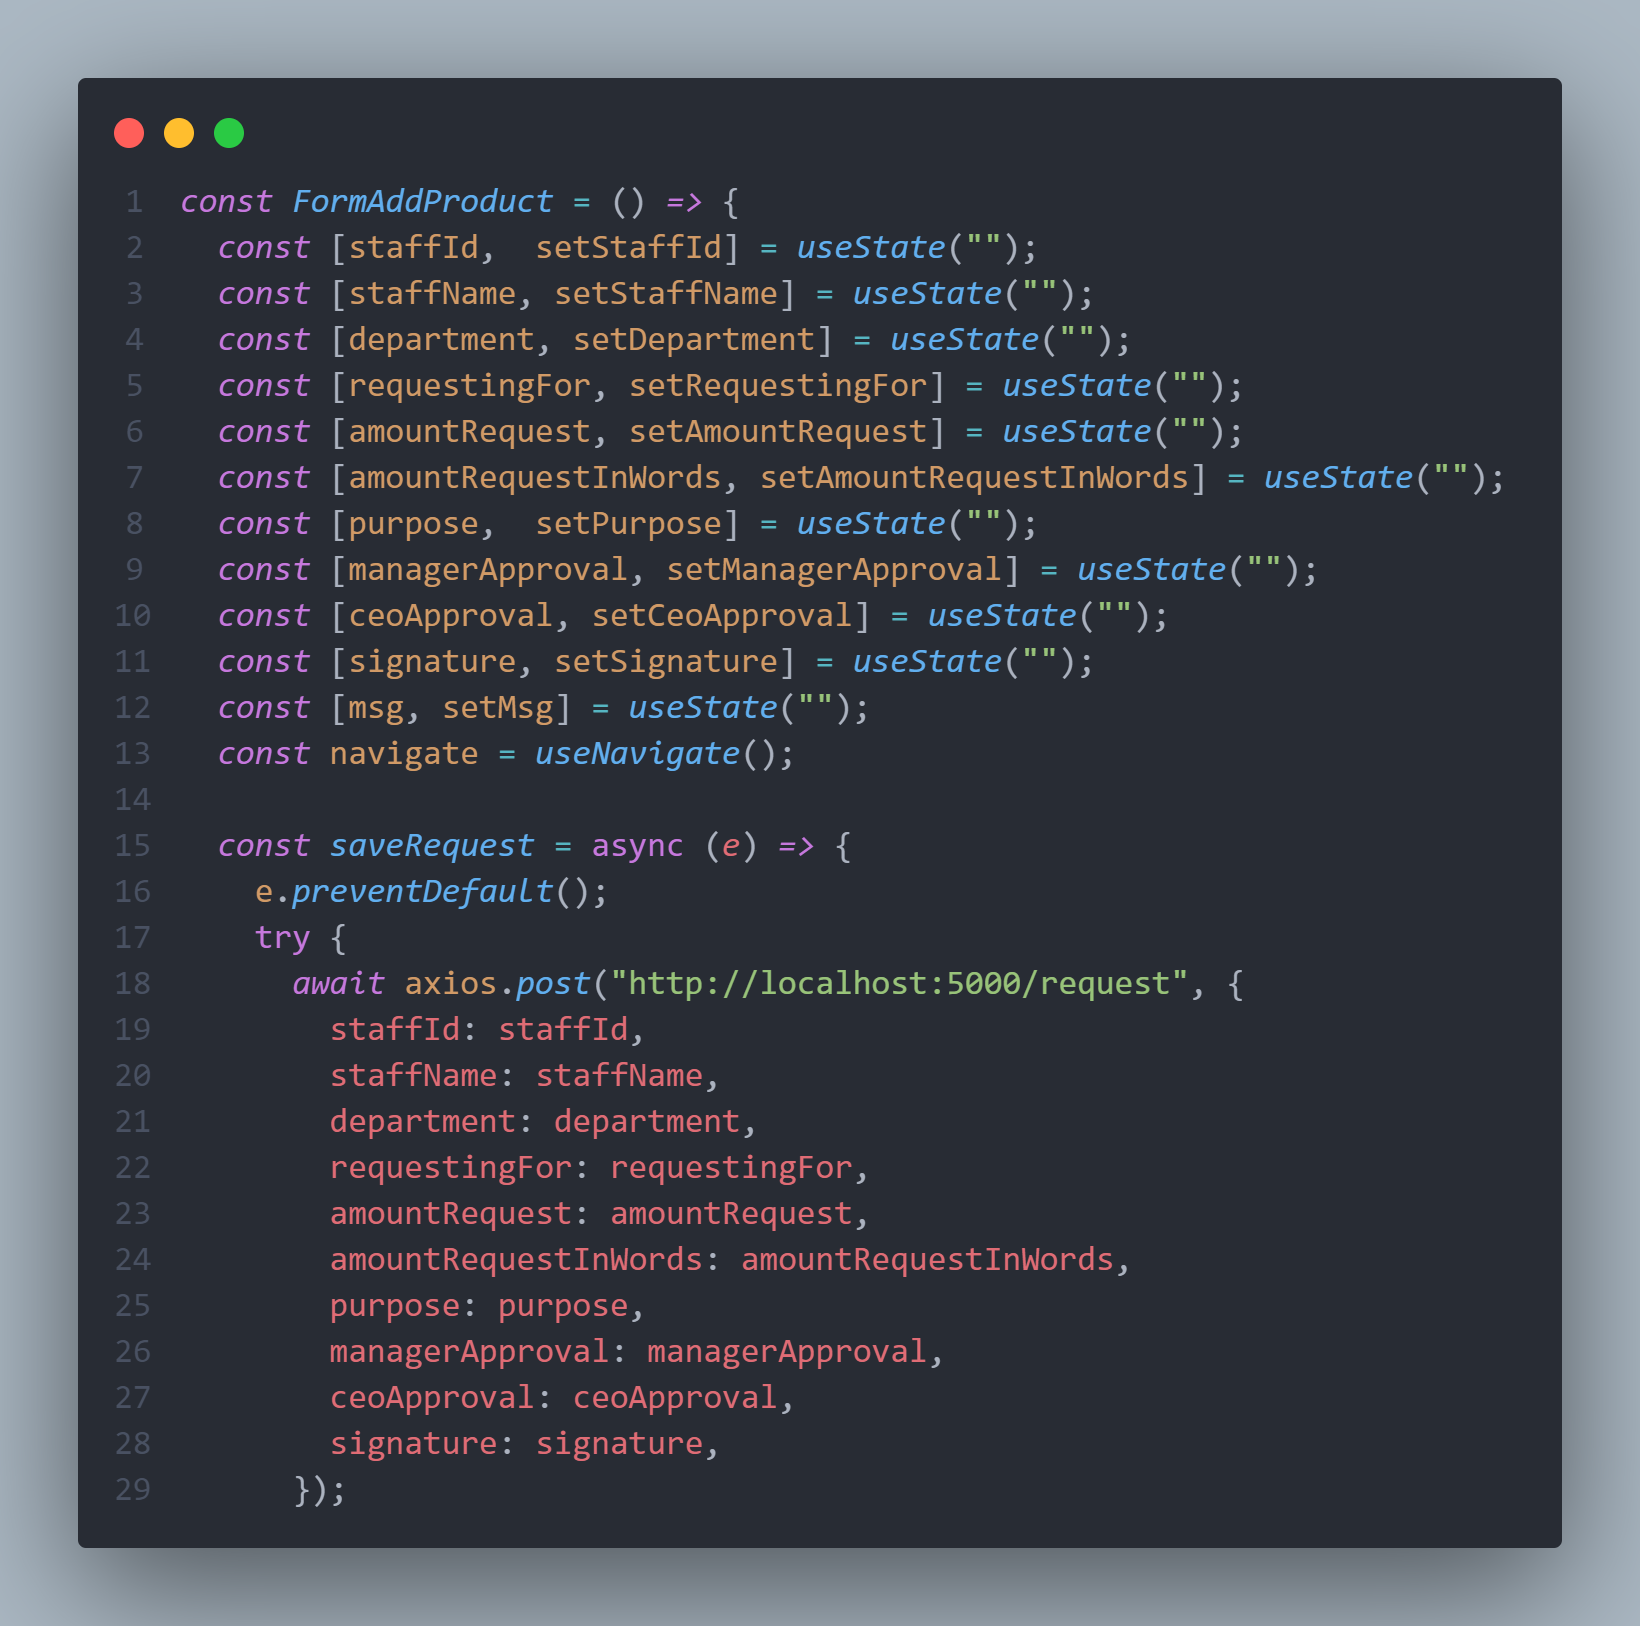 1 const FormAddProduct = () => {
2   const [staffId,  setStaffId] = useState("");
3   const [staffName, setStaffName] = useState("");
4   const [department, setDepartment] = useState("");
5   const [requestingFor, setRequestingFor] = useState("");
6   const [amountRequest, setAmountRequest] = useState("");
7   const [amountRequestInWords, setAmountRequestInWords] = useState("");
8   const [purpose,  setPurpose] = useState("");
9   const [managerApproval, setManagerApproval] = useState("");
10   const [ceoApproval, setCeoApproval] = useState("");
11   const [signature, setSignature] = useState("");
12   const [msg, setMsg] = useState("");
13   const navigate = useNavigate();
14
15   const saveRequest = async (e) => {
16     e.preventDefault();
17     try {
18       await axios.post("http://localhost:5000/request", {
19         staffId: staffId,
20         staffName: staffName,
21         department: department,
22         requestingFor: requestingFor,
23         amountRequest: amountRequest,
24         amountRequestInWords: amountRequestInWords,
25         purpose: purpose,
26         managerApproval: managerApproval,
27         ceoApproval: ceoApproval,
28         signature: signature,
29       });